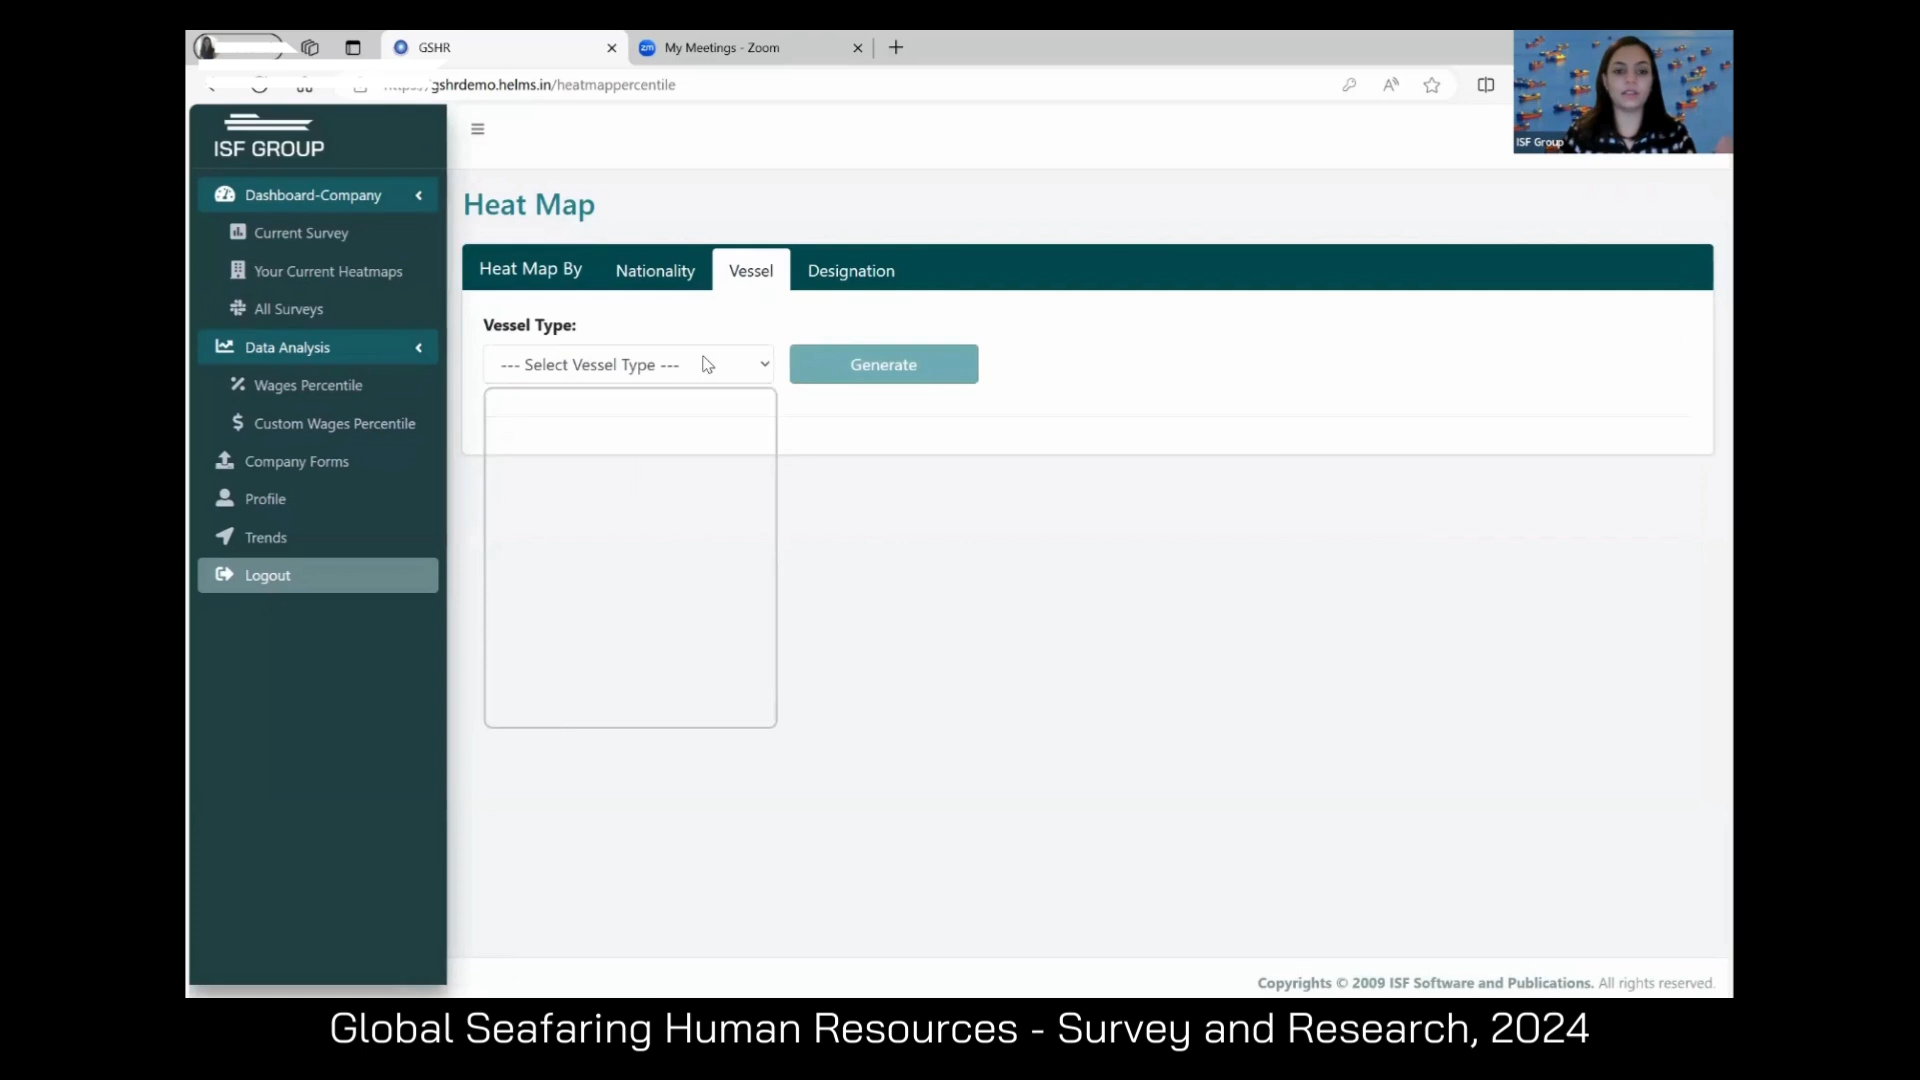 GSHR
zm My Meetings - Zoom
gshrdemo.helms.in/heatmappercentile
ISF Group
ISF GROUP
Dashboard-Company
Current Survey
Your Current Heatmaps
All Surveys
Data Analysis
Wages Percentile
Custom Wages Percentile
Company Forms
Profile
Trends
Logout
Heat Map
Heat Map By Nationality Vessel Designation
Vessel Type:
--- Select Vessel Type --- Generate
Copyrights © 2009 ISF Software and Publications. All rights reserved.
Global Seafaring Human Resources - Survey and Research, 2024